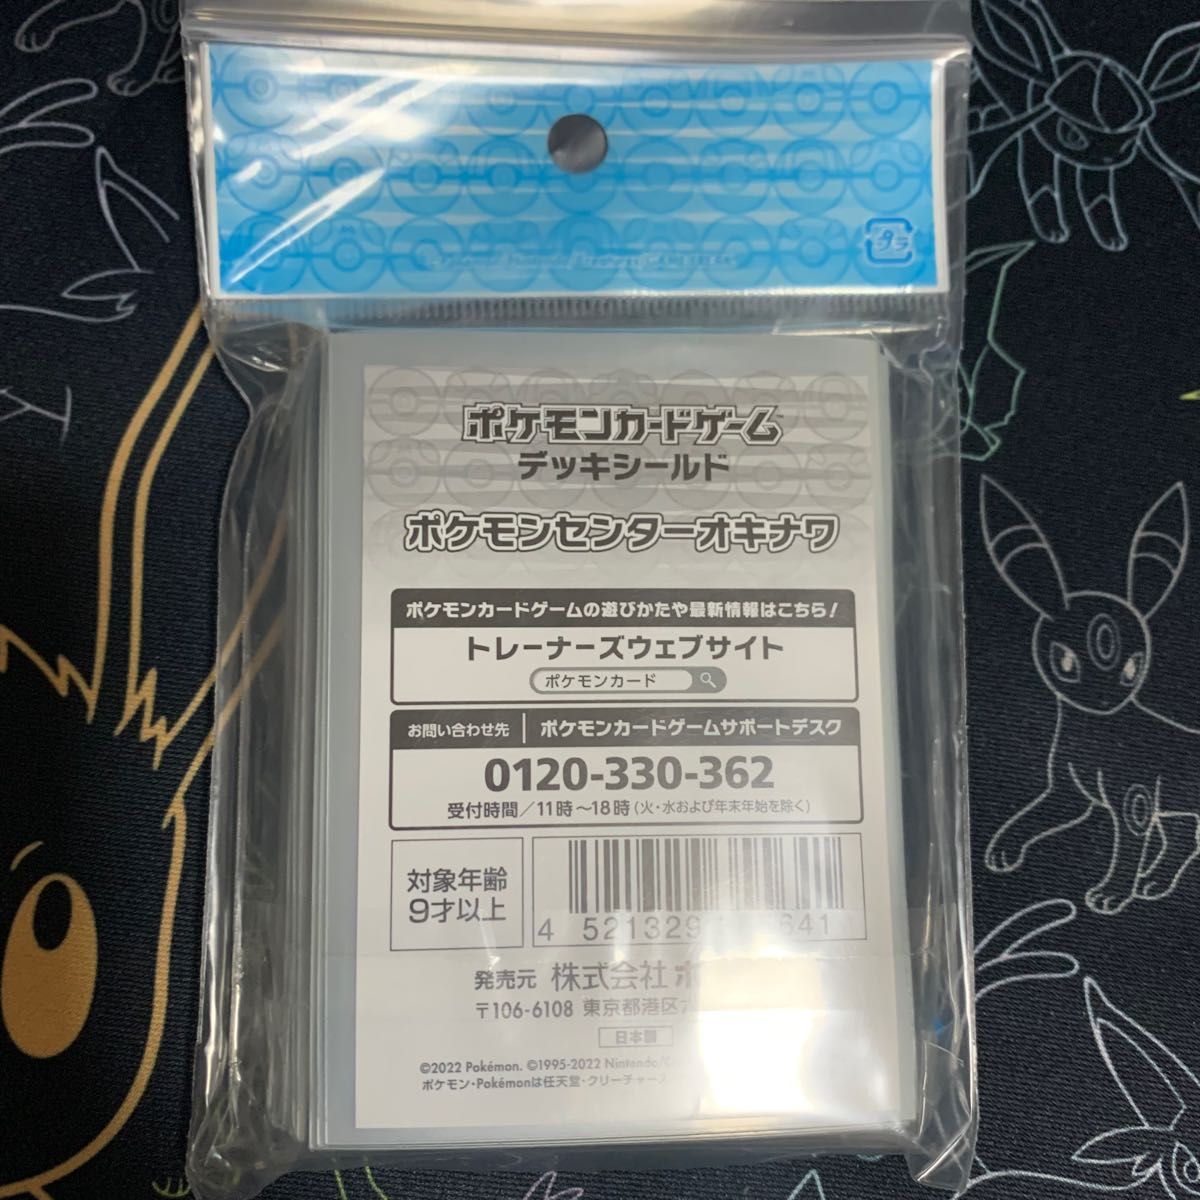 プラ
ポケモンカードゲーム
デッキシールド
ポケモンセンターオキナワ
ポケモンカードゲームの遊びかたや最新情報はこちら!
トレーナーズウェブサイト
ポケモンカード
お問い合わせ先 ポケモンカードゲームサポートデスク
0120-330-362
受付時間/11時〜18時(火・水および年末年始を除く)
対象年齢
9才以上
4 521329 641
発売元 株式会社
〒106-6108 東京都港区
日本製
©2022 Pokémon. ©1995-2022 Nintendo/
ポケモン・Pokémonは任天堂・クリーチャーズ